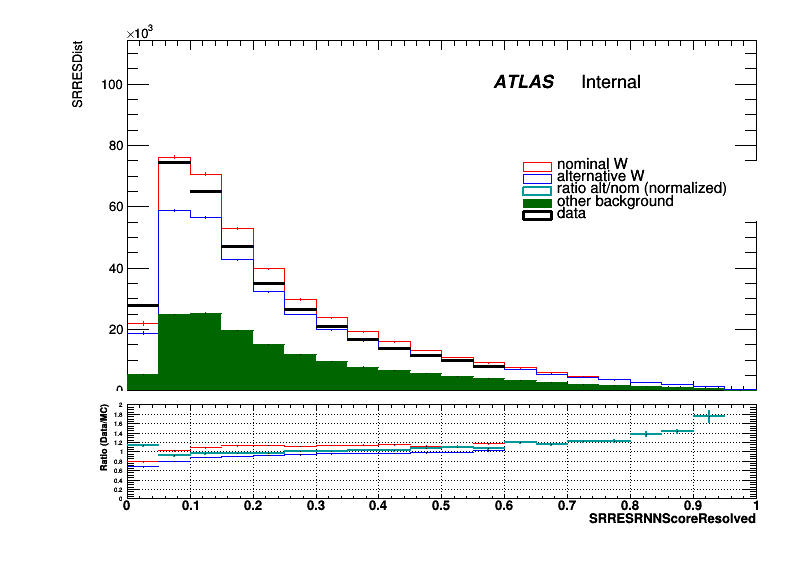 ×10³
SRRESDist
100
80
60
40
20
0
ATLAS Internal
nominal W
alternative W
ratio alt/nom (normalized)
other background
data
Ratio (Data/MC)
2
1.8
1.6
1.4
1.2
1
0.8
0.6
0.4
0.2
0
0 0.1 0.2 0.3 0.4 0.5 0.6 0.7 0.8 0.9 1
SRRESRNNScoreResolved